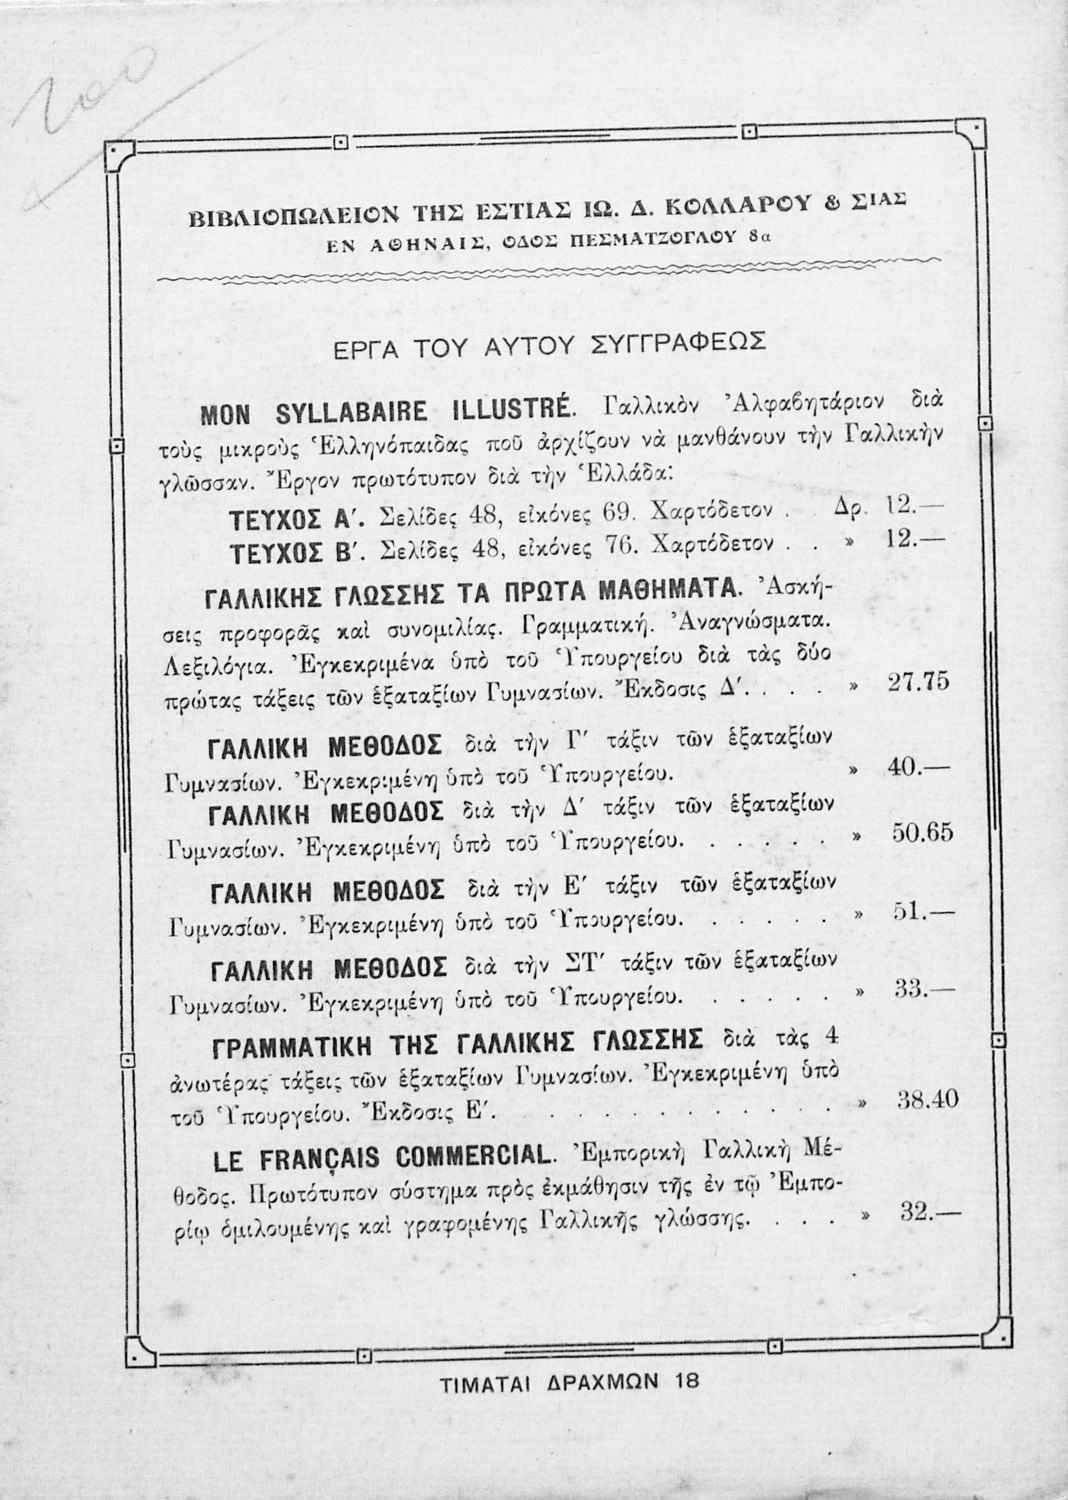 200
ΒΙΒΛΙΟΠΩΛΕΙΟΝ ΤΗΣ ΕΣΤΙΑΣ ΙΩ. Δ. ΚΟΛΛΑΡΟΥ & ΣΙΑΣ
ΕΝ ΑΘΗΝΑΙΣ, ΟΔΟΣ ΠΕΣΜΑΤΖΟΓΛΟΥ 8α
ΕΡΓΑ ΤΟΥ ΑΥΤΟΥ ΣΥΓΓΡΑΦΕΩΣ
MON SYLLABAIRE ILLUSTRÉ. Γαλλικὸν Ἀλφαβητάριον διὰ
τοὺς μικροὺς Ἑλληνόπαιδας ποῦ ἀρχίζουν νὰ μανθάνουν τὴν Γαλλικὴν
γλῶσσαν. Ἔργον πρωτότυπον διὰ τὴν Ἑλλάδα:
ΤΕΥΧΟΣ Α΄. Σελίδες 48, εἰκόνες 69. Χαρτόδετον . Δρ. 12.—
ΤΕΥΧΟΣ Β΄. Σελίδες 48, εἰκόνες 76. Χαρτόδετον . . » 12.—
ΓΑΛΛΙΚΗΣ ΓΛΩΣΣΗΣ ΤΑ ΠΡΩΤΑ ΜΑΘΗΜΑΤΑ. Ἀσκή-
σεις προφορᾶς καὶ συνομιλίας. Γραμματική. Ἀναγνώσματα.
Λεξιλόγια. Ἐγκεκριμένα ὑπὸ τοῦ Ὑπουργείου διὰ τὰς δύο
πρώτας τάξεις τῶν ἑξαταξίων Γυμνασίων. Ἔκδοσις Δ΄. . . . » 27.75
ΓΑΛΛΙΚΗ ΜΕΘΟΔΟΣ διὰ τὴν Γ΄ τάξιν τῶν ἑξαταξίων
Γυμνασίων. Ἐγκεκριμένη ὑπὸ τοῦ Ὑπουργείου. » 40.—
ΓΑΛΛΙΚΗ ΜΕΘΟΔΟΣ διὰ τὴν Δ΄ τάξιν τῶν ἑξαταξίων
Γυμνασίων. Ἐγκεκριμένη ὑπὸ τοῦ Ὑπουργείου. . . . . . » 50.65
ΓΑΛΛΙΚΗ ΜΕΘΟΔΟΣ διὰ τὴν Ε΄ τάξιν τῶν ἑξαταξίων
Γυμνασίων. Ἐγκεκριμένη ὑπὸ τοῦ Ὑπουργείου. . . . . . » 51.—
ΓΑΛΛΙΚΗ ΜΕΘΟΔΟΣ διὰ τὴν ΣΤ΄ τάξιν τῶν ἑξαταξίων
Γυμνασίων. Ἐγκεκριμένη ὑπὸ τοῦ Ὑπουργείου. . . . . . » 33.—
ΓΡΑΜΜΑΤΙΚΗ ΤΗΣ ΓΑΛΛΙΚΗΣ ΓΛΩΣΣΗΣ διὰ τὰς 4
ἀνωτέρας τάξεις τῶν ἑξαταξίων Γυμνασίων. Ἐγκεκριμένη ὑπὸ
τοῦ Ὑπουργείου. Ἔκδοσις Ε΄. . . . . . . . . . . . » 38.40
LE FRANÇAIS COMMERCIAL. Ἐμπορικὴ Γαλλικὴ Μέ-
θοδος. Πρωτότυπον σύστημα πρὸς ἐκμάθησιν τῆς ἐν τῷ Ἐμπο-
ρίῳ ὁμιλουμένης καὶ γραφομένης Γαλλικῆς γλώσσης. . . . . » 32.—
ΤΙΜΑΤΑΙ ΔΡΑΧΜΩΝ 18